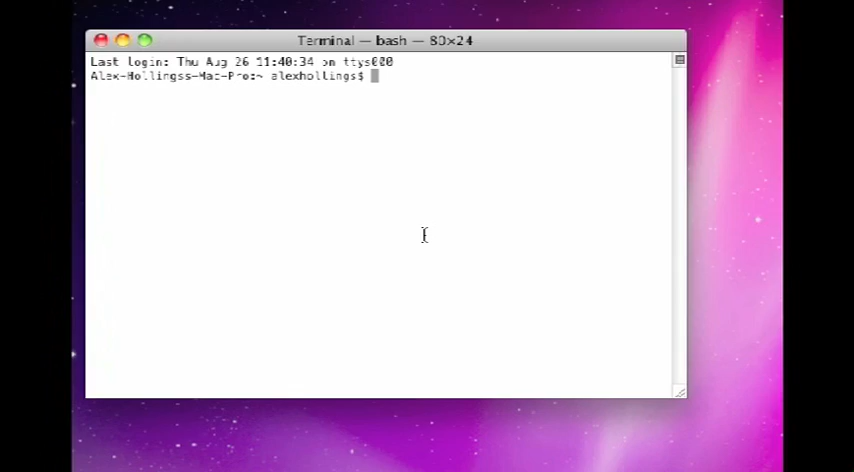 Terminal — bash — 80×24
Last login: Thu Aug 26 11:40:34 on ttys000
Alex-Hollingss-Mac-Pro:~ alexhollings$